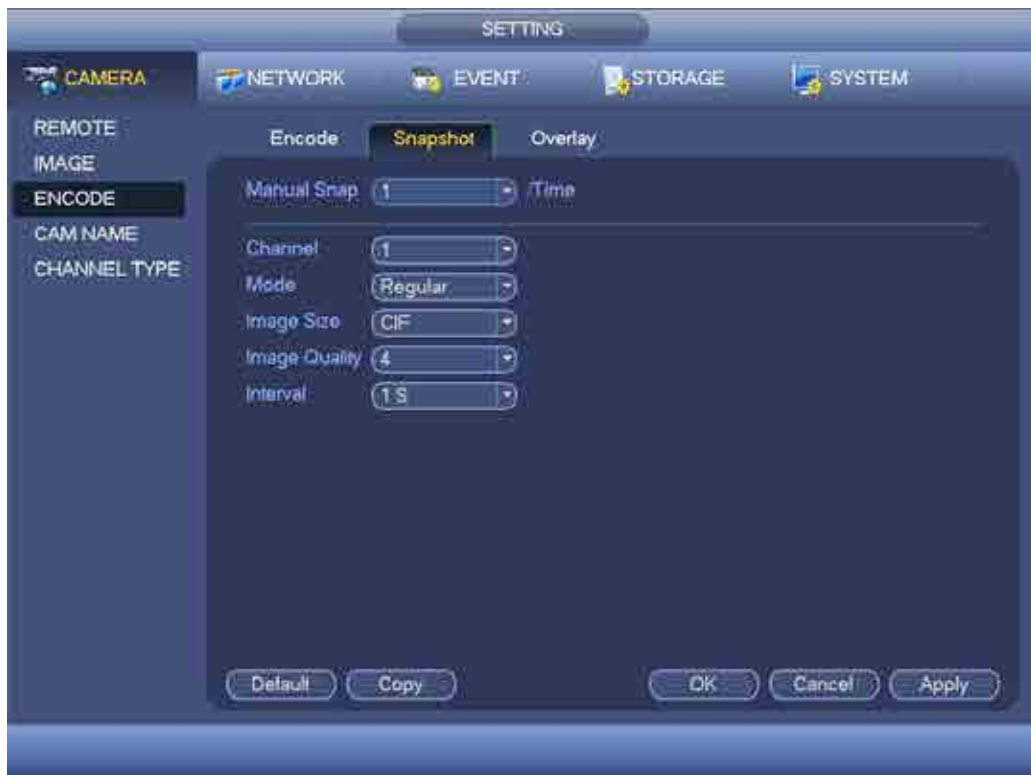 SETTING
CAMERA NETWORK EVENT STORAGE SYSTEM
REMOTE
IMAGE
ENCODE
CAM NAME
CHANNEL TYPE
Encode Snapshot Overlay
Manual Snap 1 /Time
Channel 1
Mode Regular
Image Size CIF
Image Quality 4
Interval 1 S
Default Copy OK Cancel Apply